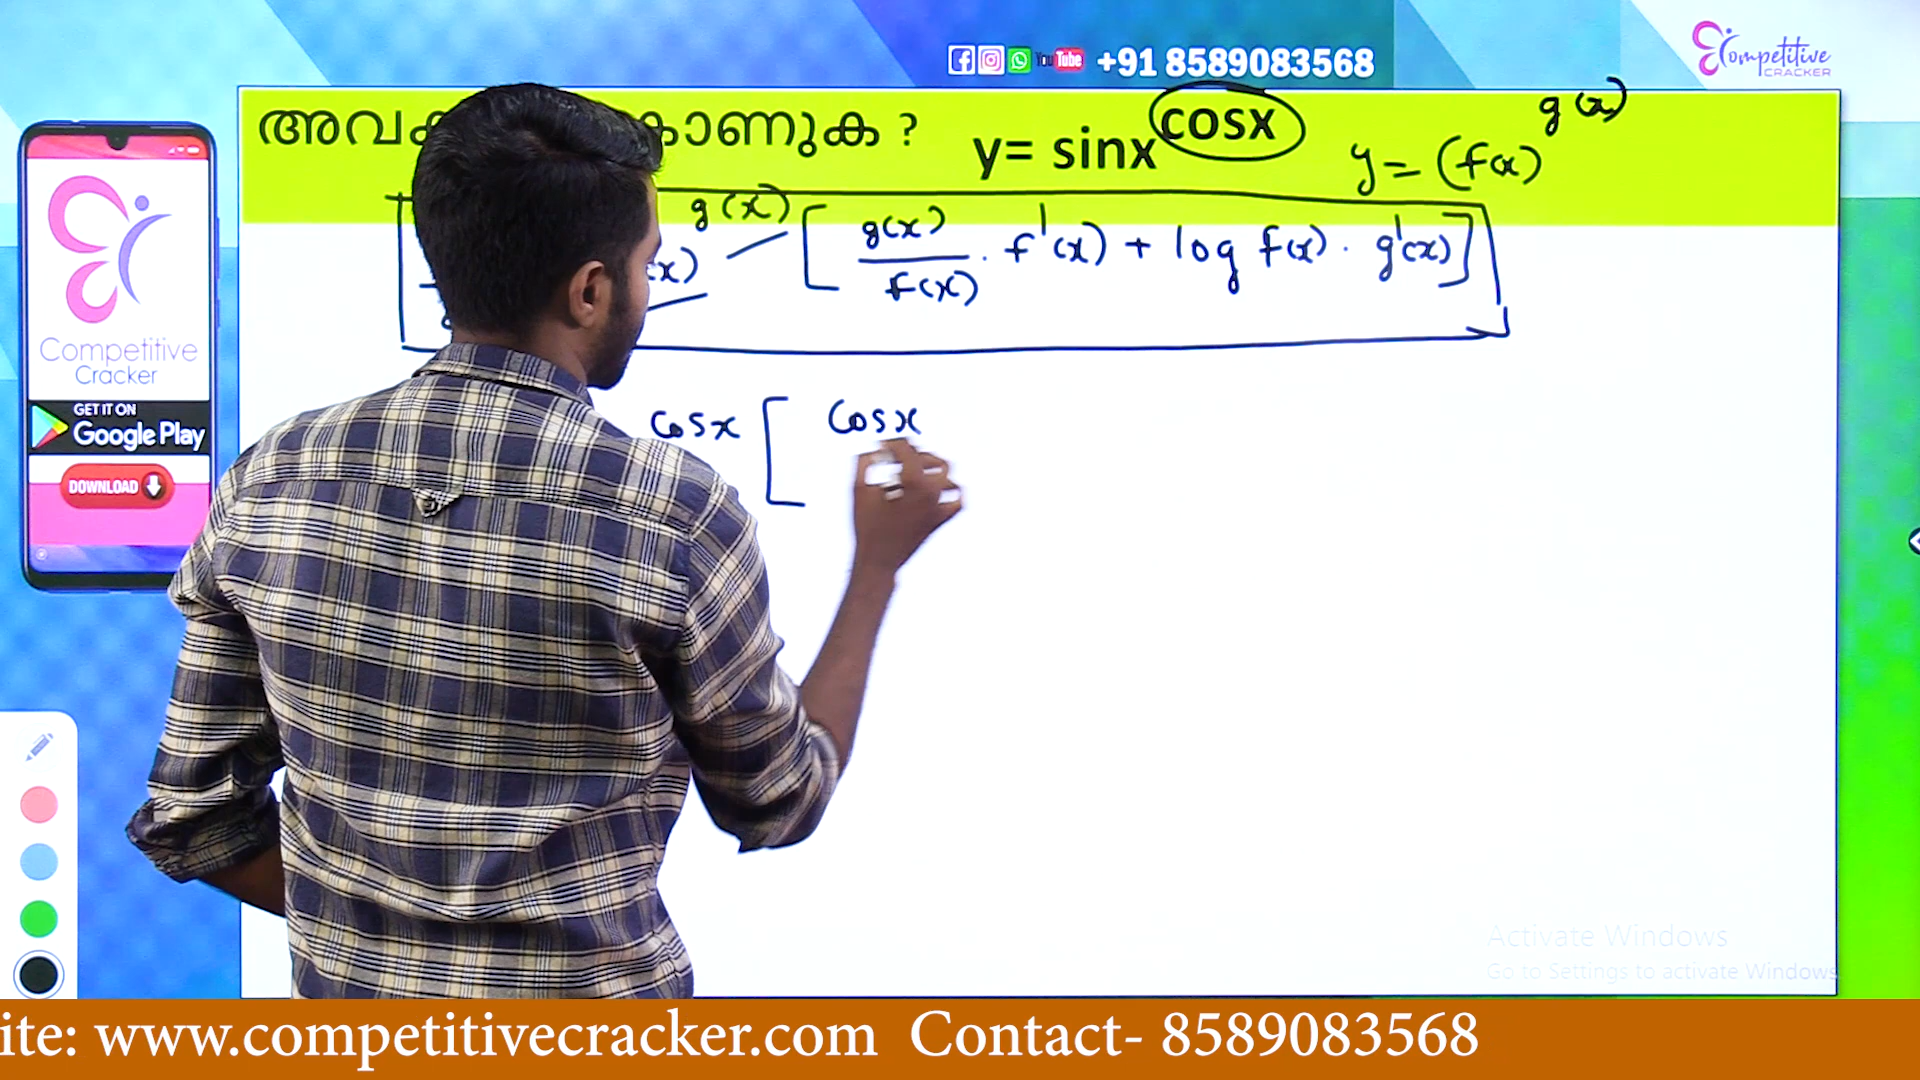 +91 8589083568
Competitive
CRACKER
കാണുക ? y= sinx^cosx y = (f(x))^g(x)
g(x) [ g(x)/f(x) · f'(x) + log f(x) · g'(x) ]
cosx [ cosx
Competitive
Cracker
GET IT ON
Google Play
DOWNLOAD
Activate Windows
Go to Settings to activate Windows
ite: www.competitivecracker.com Contact- 8589083568